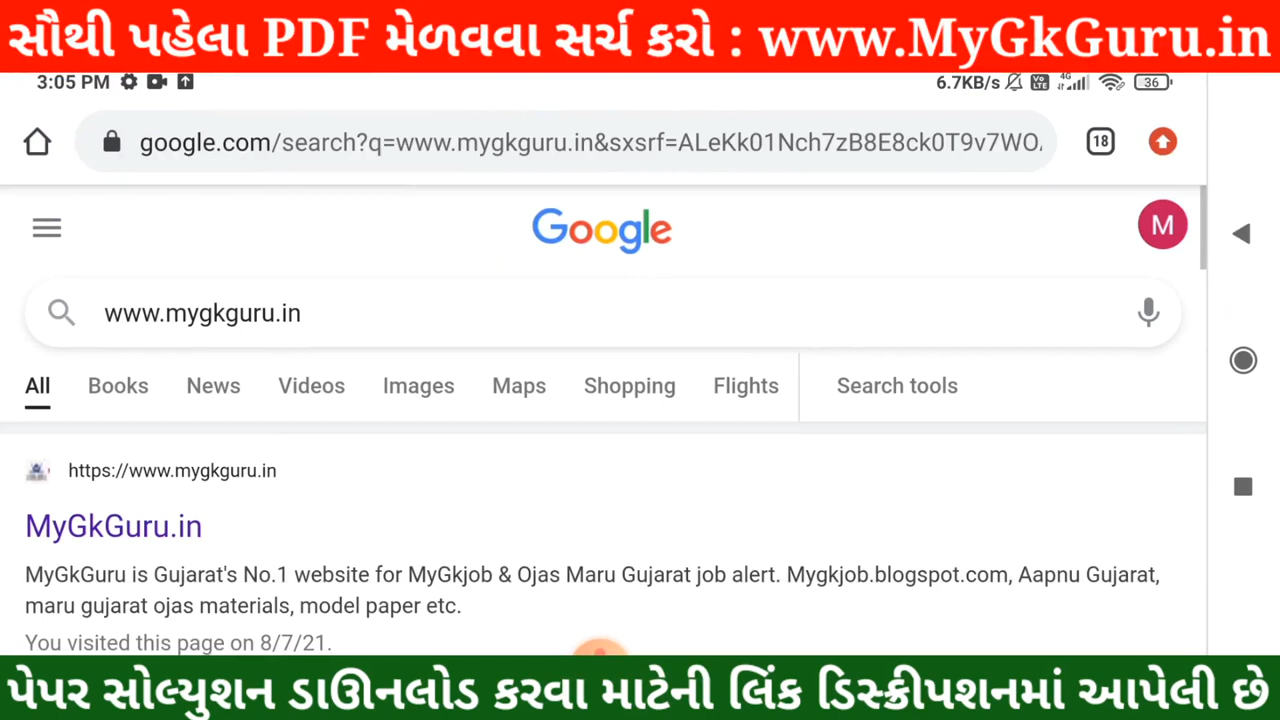 સૌથી પહેલા PDF મેળવવા સર્ચ કરો : www.MyGkGuru.in
3:05 PM 6.7KB/s Vo LTE 4G 36
google.com/search?q=www.mygkguru.in&sxsrf=ALeKk01Nch7zB8E8ck0T9v7WO 18
Google M
www.mygkguru.in
All Books News Videos Images Maps Shopping Flights Search tools
https://www.mygkguru.in
MyGkGuru.in
MyGkGuru is Gujarat's No.1 website for MyGkjob & Ojas Maru Gujarat job alert. Mygkjob.blogspot.com, Aapnu Gujarat,
maru gujarat ojas materials, model paper etc.
You visited this page on 8/7/21.
પેપર સોલ્યુશન ડાઊનલોડ કરવા માટેની લિંક ડિસ્ક્રીપશનમાં આપેલી છે